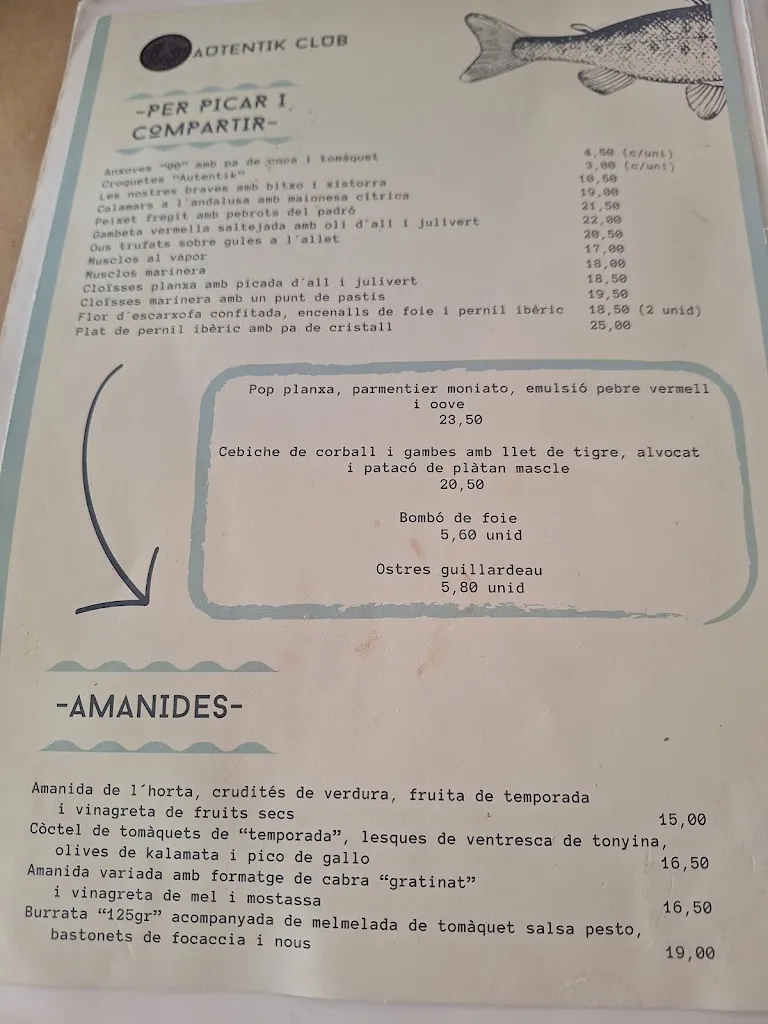 AUTENTIK CLUB
-PER PICAR I
COMPARTIR-
Anxoves "00" amb pa de coca i tomàquet 4,50 (c/uni)
Croquetes "Autentik" 3,00 (c/uni)
Les nostres braves amb bitxo i xistorra 10,50
Calamars a l'andalusa amb maionesa cítrica 19,00
Peixet fregit amb pebrots del padró 21,50
Gambeta vermella saltejada amb oli d'all i julivert 22,00
Ous trufats sobre gules a l'allet 20,50
Musclos al vapor 17,00
Musclos marinera 18,00
Cloïsses planxa amb picada d'all i julivert 18,50
Cloïsses marinera amb un punt de pastis 19,50
Flor d'escarxofa confitada, encenalls de foie i pernil ibèric 18,50 (2 unid)
Plat de pernil ibèric amb pa de cristall 25,00
Pop planxa, parmentier moniato, emulsió pebre vermell
i oove
23,50
Cebiche de corball i gambes amb llet de tigre, alvocat
i patacó de plàtan mascle
20,50
Bombó de foie
5,60 unid
Ostres guillardeau
5,80 unid
-AMANIDES-
Amanida de l'horta, crudités de verdura, fruita de temporada
i vinagreta de fruits secs 15,00
Còctel de tomàquets de “temporada”, lesques de ventresca de tonyina,
olives de kalamata i pico de gallo 16,50
Amanida variada amb formatge de cabra “gratinat”
i vinagreta de mel i mostassa 16,50
Burrata “125gr” acompanyada de melmelada de tomàquet salsa pesto,
bastonets de focaccia i nous 19,00